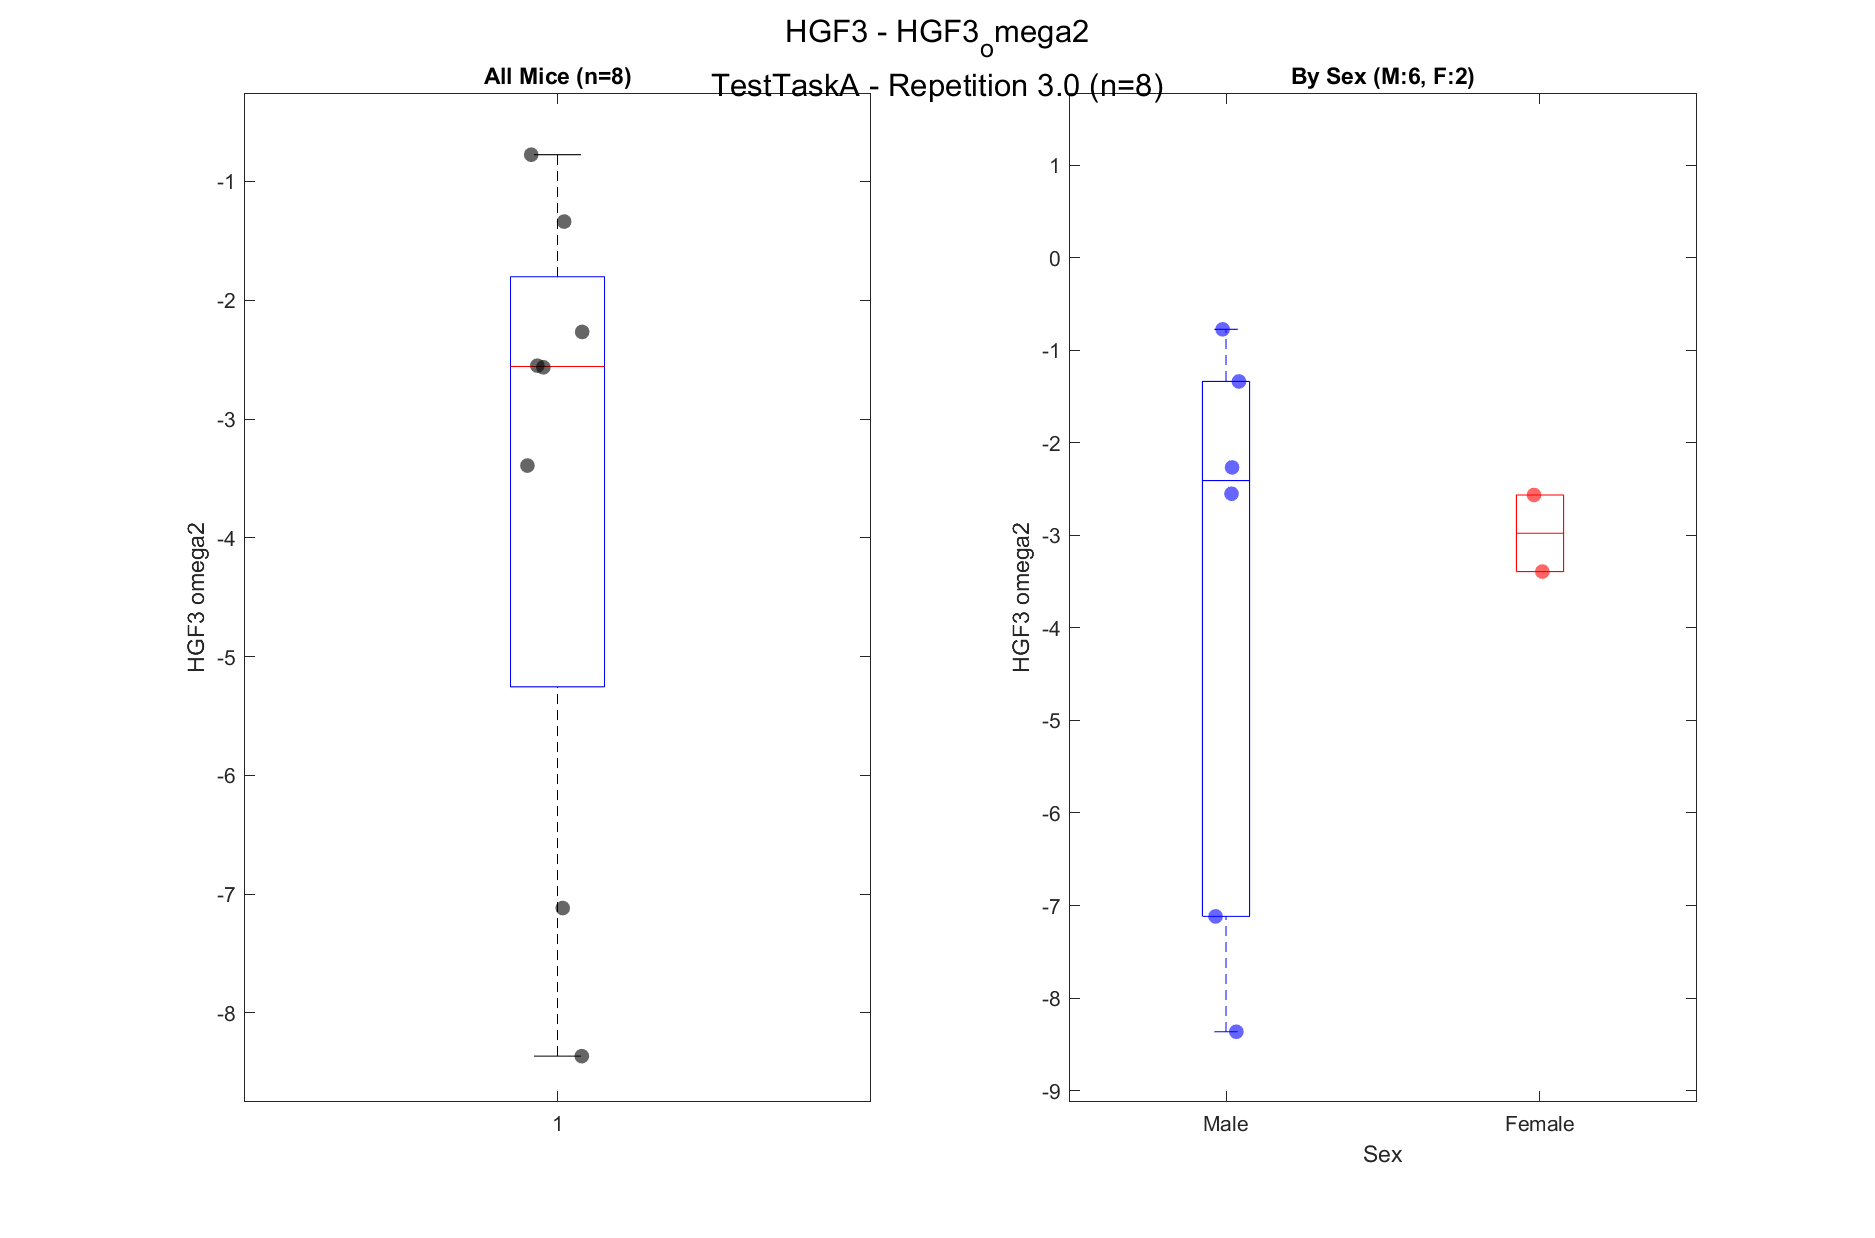 HGF3 - HGF3omega2
TestTaskA - Repetition 3.0 (n=8)
All Mice (n=8)
-1
-2
-3
-4
-5
-6
-7
-8
HGF3 omega2
1
By Sex (M:6, F:2)
1
0
-1
-2
-3
-4
-5
-6
-7
-8
-9
HGF3 omega2
Male Female
Sex